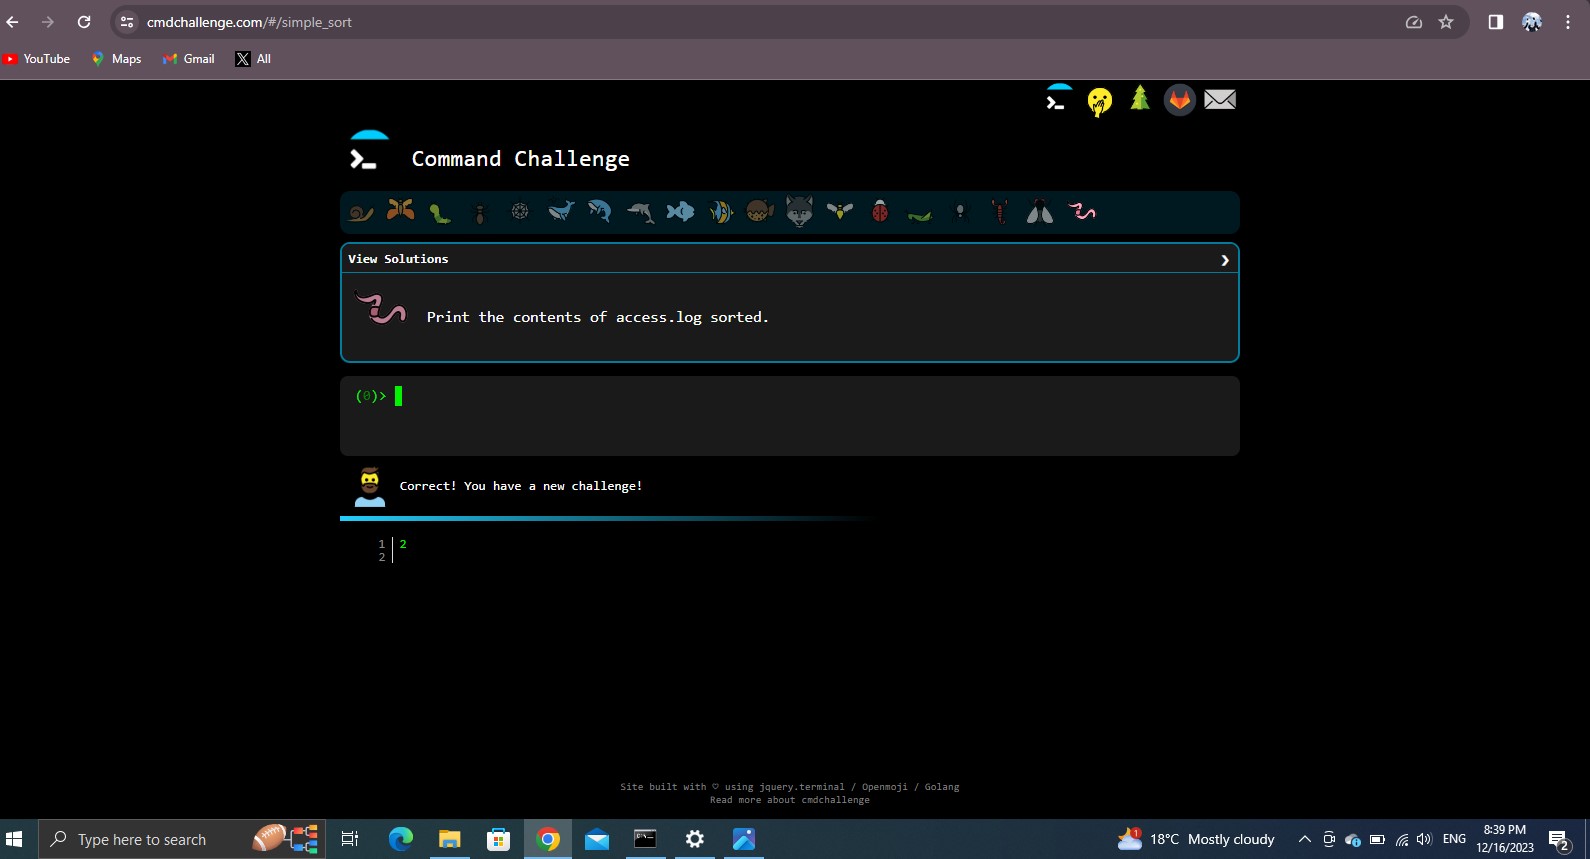 cmdchallenge.com/#/simple_sort
YouTube Maps Gmail X All
Command Challenge
View Solutions ❯
Print the contents of access.log sorted.
(0)>
Correct! You have a new challenge!
1 2
2
Site built with ♡ using jquery.terminal / Openmoji / Golang
Read more about cmdchallenge
Type here to search
1 18°C Mostly cloudy ENG 8:39 PM
12/16/2023 2